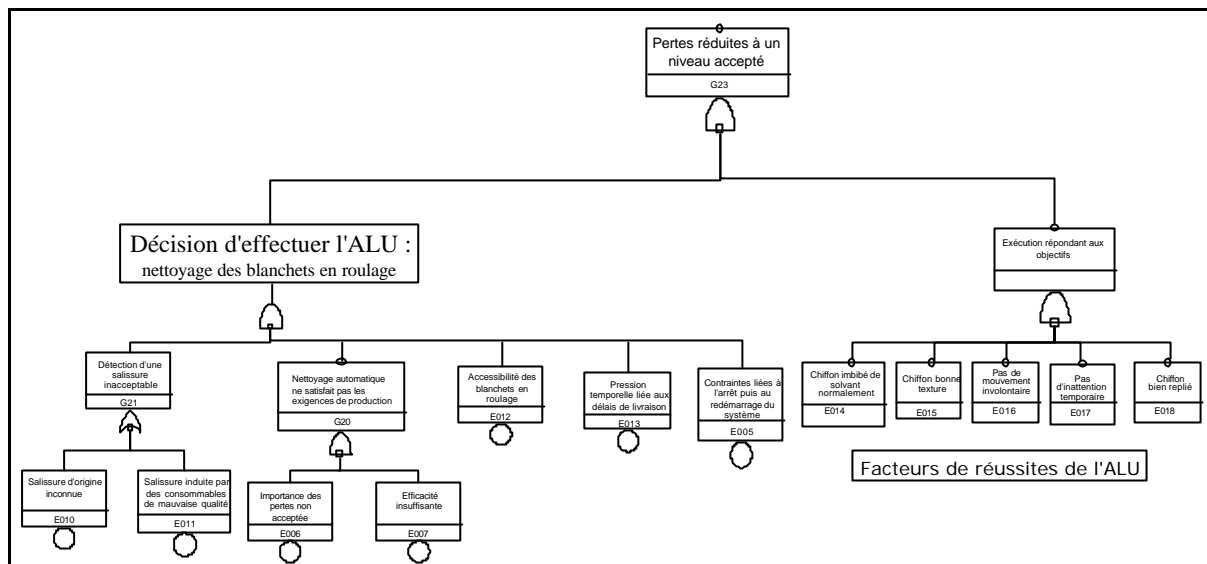 Pertes réduites à un
niveau accepté
G23
Décision d'effectuer l'ALU :
nettoyage des blanchets en roulage
Exécution répondant aux
objectifs
Détection d'une
salissure
inacceptable
G21
Nettoyage automatique
ne satisfait pas les
exigences de production
G20
Accessibilité des
blanchets en
roulage
E012
Pression
temporelle liée aux
délais de livraison
E013
Contraintes liées à
l'arrêt puis au
redémarrage du
système
E005
Chiffon imbibé de
solvant
normalement
E014
Chiffon bonne
texture
E015
Pas de
mouvement
involontaire
E016
Pas
d'inattention
temporaire
E017
Chiffon
bien replié
E018
Facteurs de réussites de l'ALU
Salissure d'origine
inconnue
E010
Salissure induite par
des consommables
de mauvaise qualité
E011
Importance des
pertes non
acceptée
E006
Efficacité
insuffisante
E007